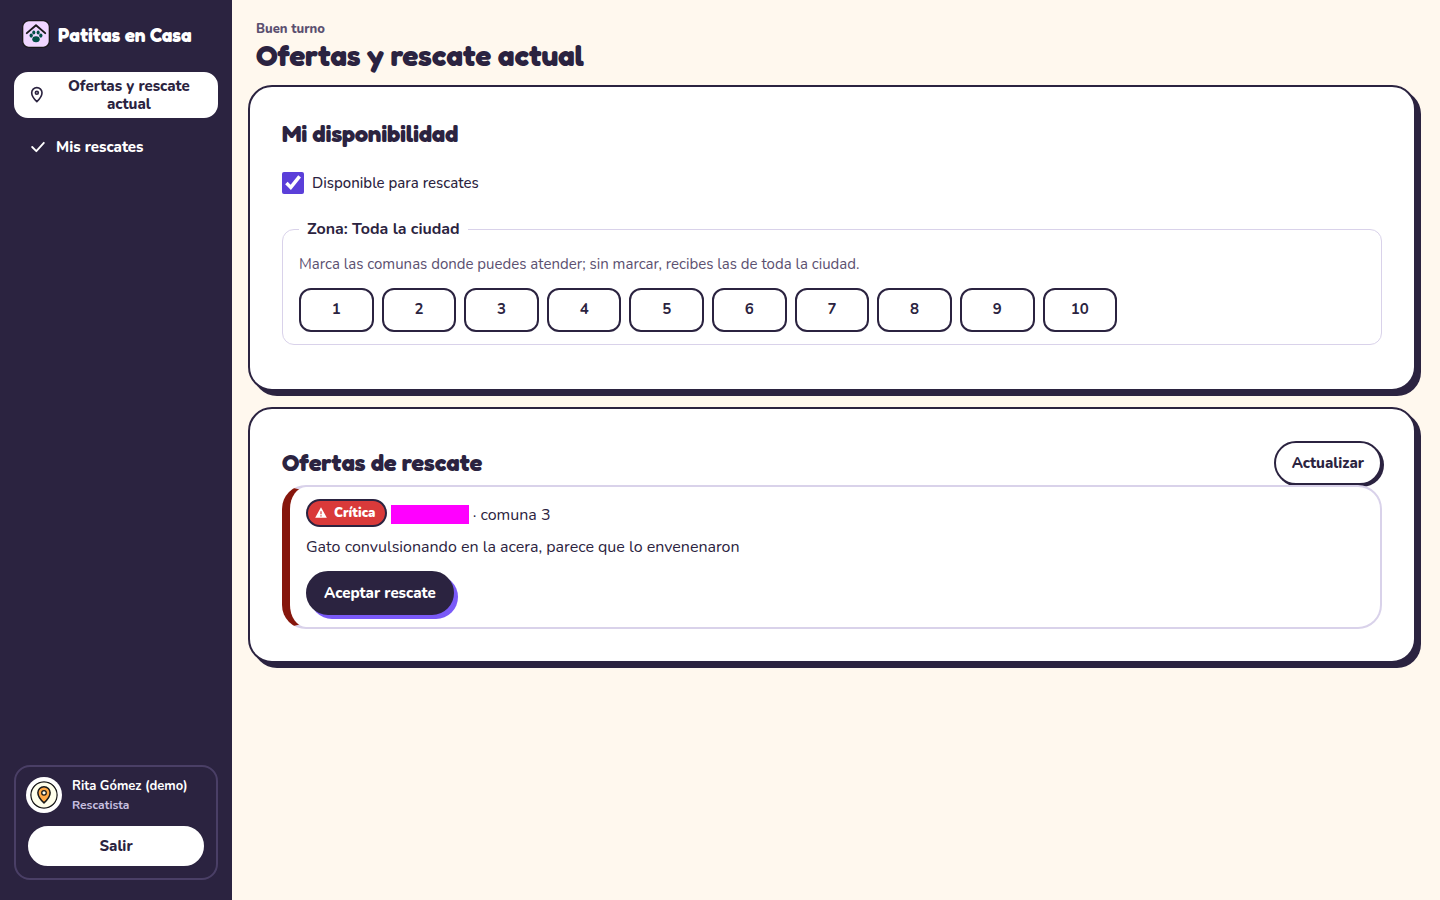 Patitas en Casa
Ofertas y rescate
actual
Mis rescates
Rita Gómez (demo)
Rescatista
Salir
Buen turno
Ofertas y rescate actual
Mi disponibilidad
Disponible para rescates
Zona: Toda la ciudad
Marca las comunas donde puedes atender; sin marcar, recibes las de toda la ciudad.
1 2 3 4 5 6 7 8 9 10
Ofertas de rescate
Actualizar
Crítica · comuna 3
Gato convulsionando en la acera, parece que lo envenenaron
Aceptar rescate